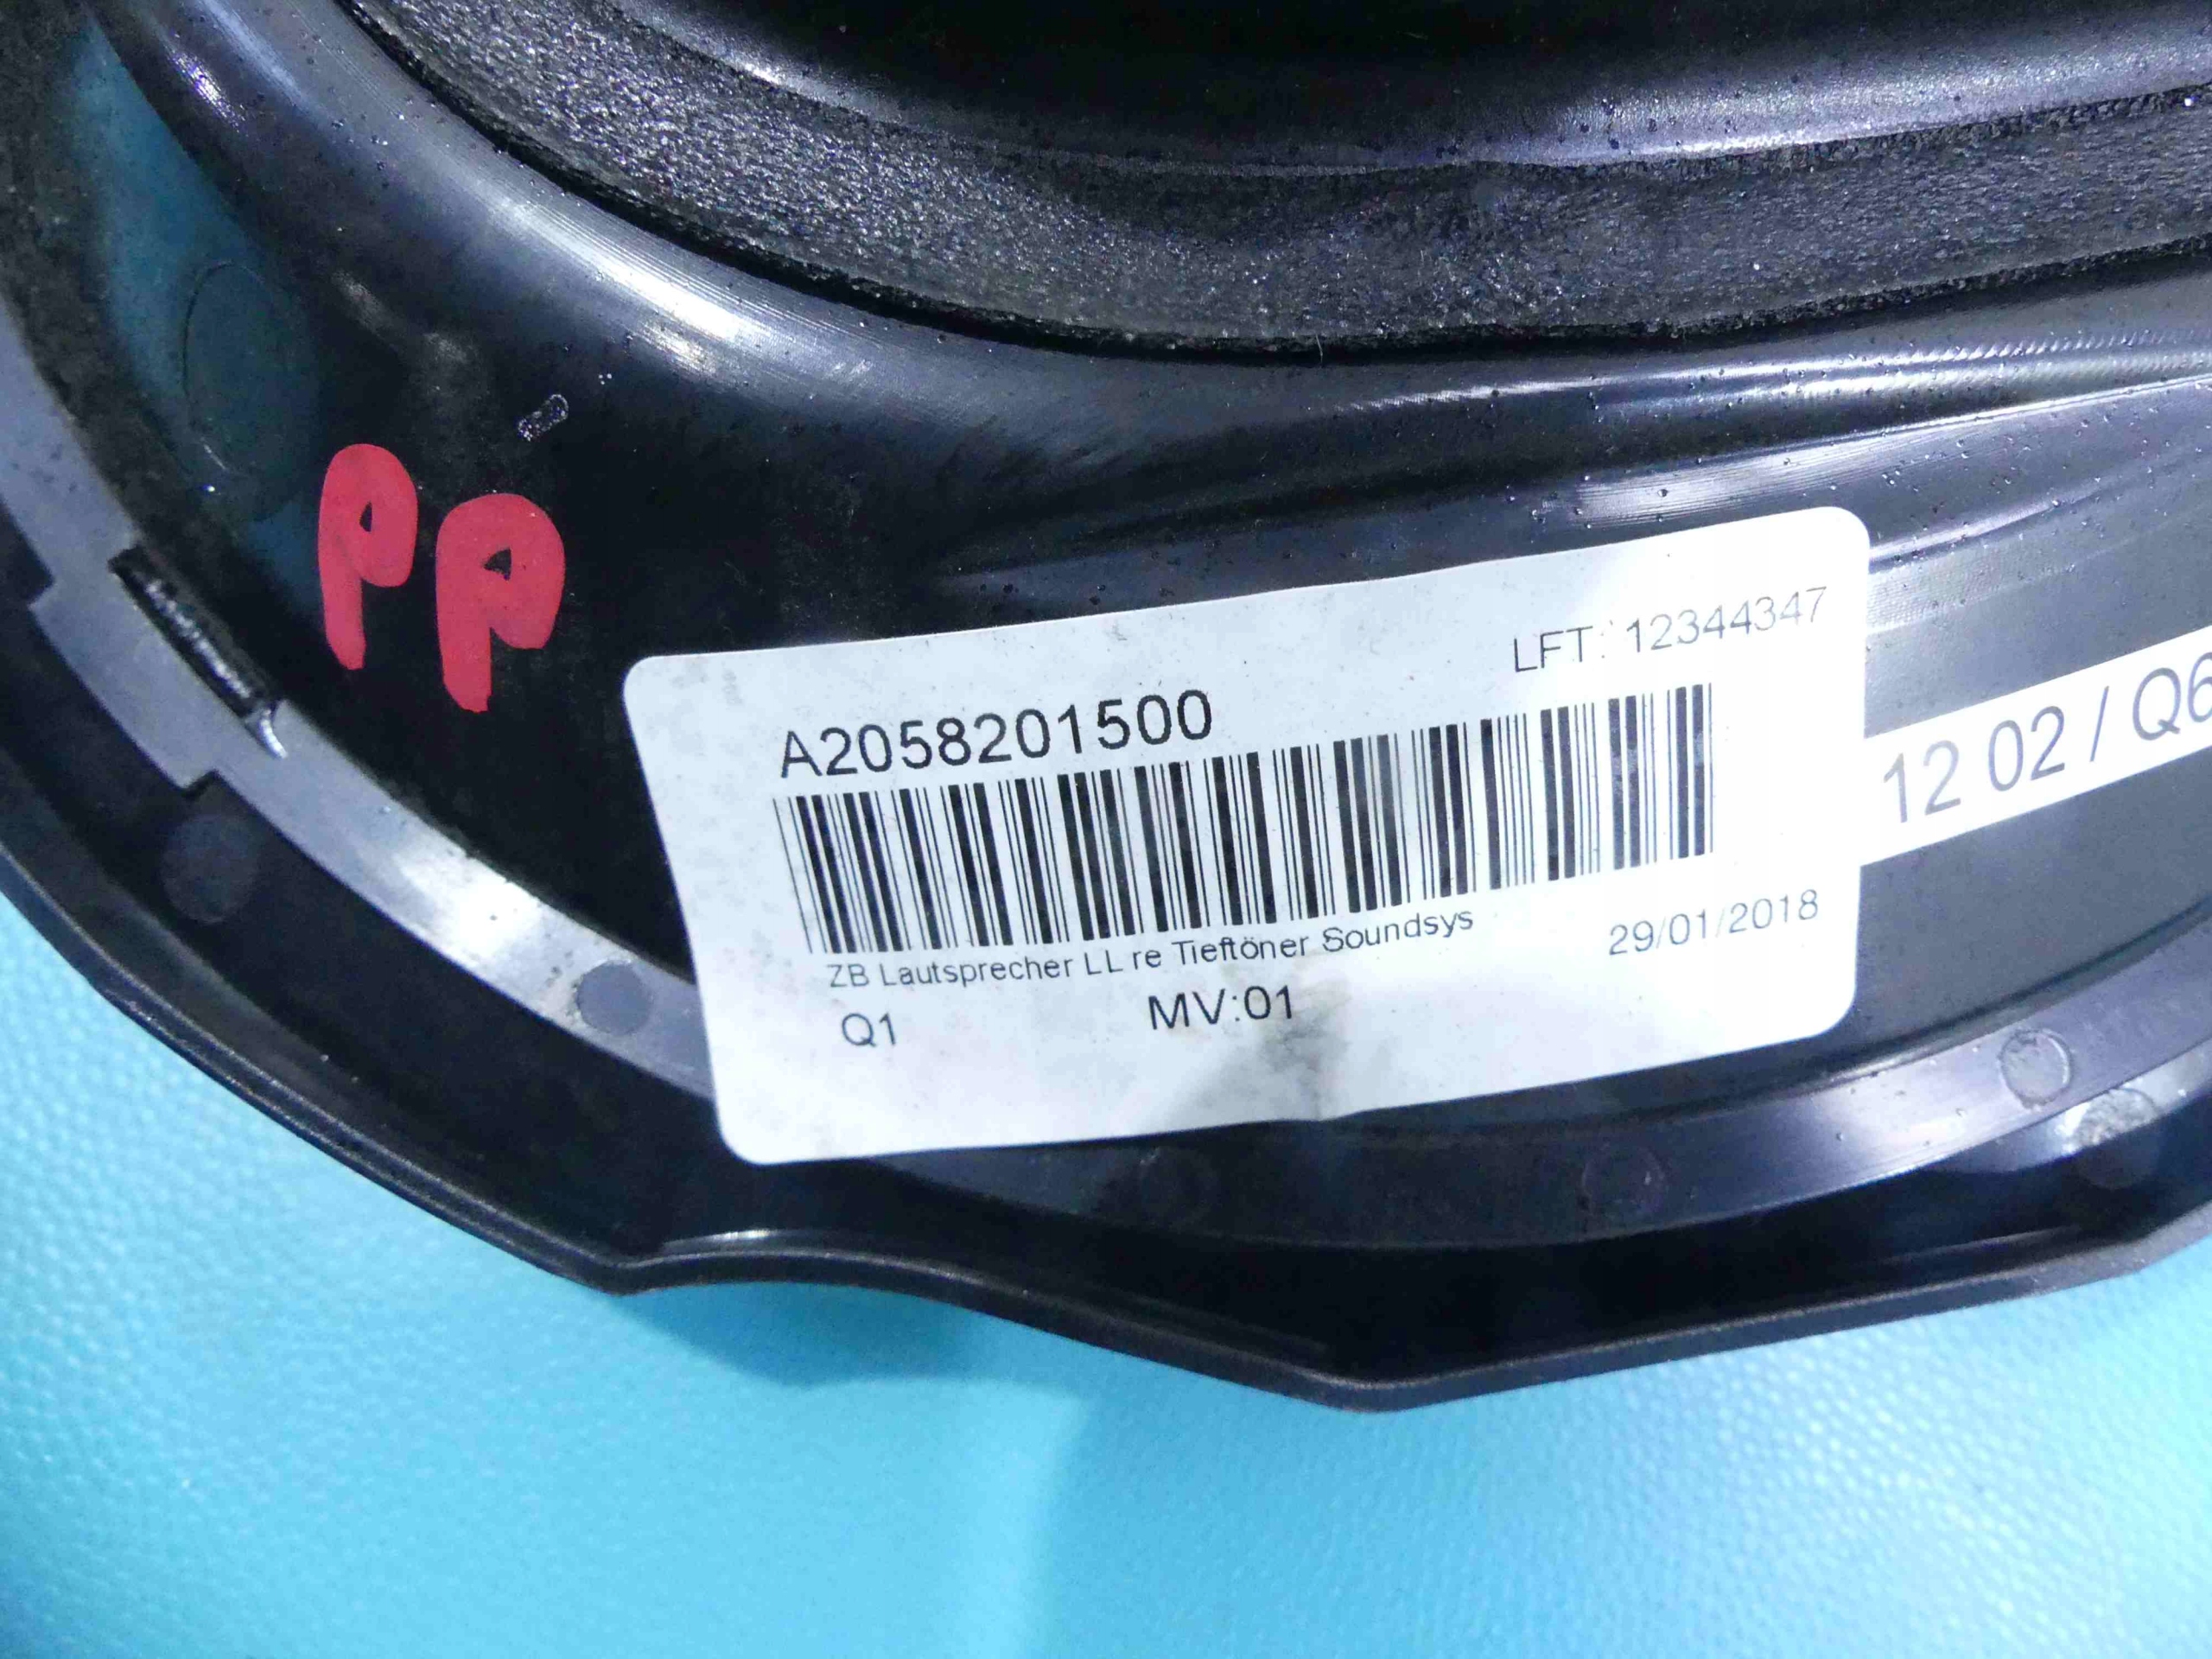 PP
LFT: 12344347
A2058201500
12 02 / Q6
ZB Lautsprecher LL re Tieftöner Soundsys
29/01/2018
Q1
MV:01